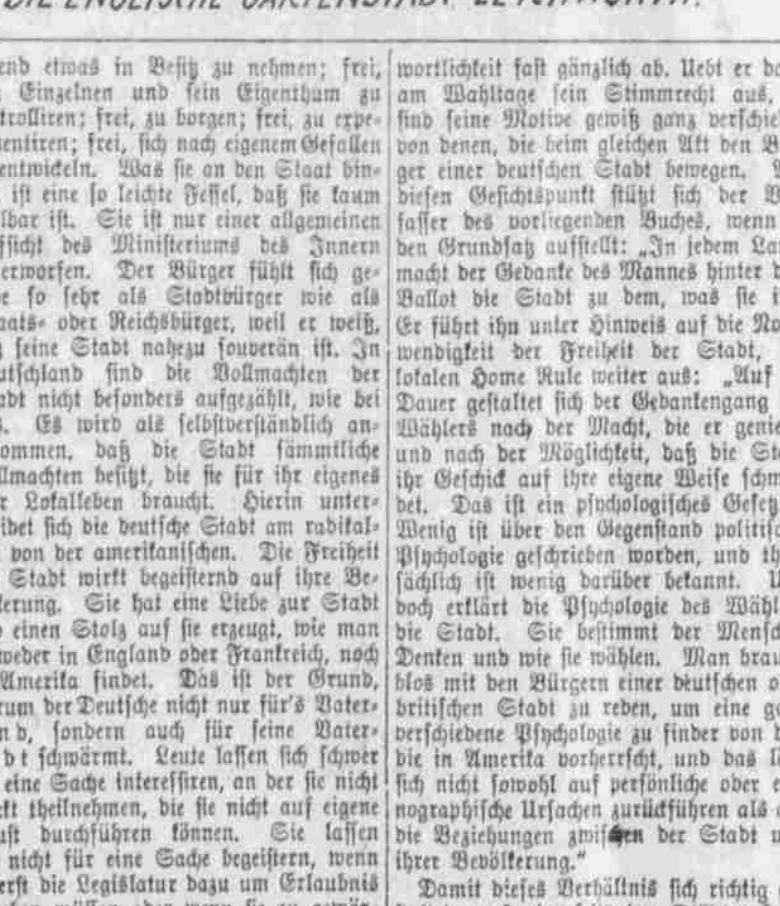 DIE ENGLISCHE GARTENSTADT LETCHWORTH.
end etwas in Besitz zu nehmen; frei,
Einzelnen und sein Eigenthum zu
trolliren; frei, zu borgen; frei, zu expe-
mentiren; frei, sich nach eigenem Gefallen
entwickeln. Was sie an den Staat bin-
ist eine so leichte Fessel, daß sie kaum
lbar ist. Sie ist nur einer allgemeinen
fsicht des Ministeriums des Innern
erworfen. Der Bürger fühlt sich ge-
e so sehr als Stadtbürger wie als
aats- oder Reichsbürger, weil er weiß,
seine Stadt nahezu souverän ist. In
utschland sind die Vollmachten der
adt nicht besonders aufgezählt, wie bei
s. Es wird als selbstverständlich an-
ommen, daß die Stadt sämmtliche
llmachten besitzt, die sie für ihr eigenes
r Lokalleben braucht. Hierin unter-
idet sich die deutsche Stadt am radikal-
von der amerikanischen. Die Freiheit
Stadt wirkt begeisternd auf ihre Be-
lerung. Sie hat eine Liebe zur Stadt
einen Stolz auf sie erzeugt, wie man
weder in England oder Frankreich, noch
Amerika findet. Das ist der Grund,
rum der Deutsche nicht nur für's Vater-
nd, sondern auch für seine Vater-
dt schwärmt. Leute lassen sich schwer
eine Sache interessiren, an der sie nicht
kt theilnehmen, die sie nicht auf eigene
ust durchführen können. Sie lassen
nicht für eine Sache begeistern, wenn
erst die Legislatur dazu um Erlaubnis
wortlichkeit fast gänzlich ab. Uebt er da
am Wahltage sein Stimmrecht aus,
sind seine Motive gewiß ganz verschie
von denen, die beim gleichen Akt den B
ger einer deutschen Stadt bewegen.
diesen Gesichtspunkt stützt sich der V
fasser des vorliegenden Buches, wenn
den Grundsatz aufstellt: „In jedem La
macht der Gedanke des Mannes hinter d
Ballot die Stadt zu dem, was sie i
Er führt ihn unter Hinweis auf die No
wendigkeit der Freiheit der Stadt,
lokalen Home Rule weiter aus: „Auf
Dauer gestaltet sich der Gedankengang
Wählers nach der Macht, die er genie
und nach der Möglichkeit, daß die Sta
ihr Geschick auf ihre eigene Weise schm
det. Das ist ein psychologisches Gesetz
Wenig ist über den Gegenstand politisc
Psychologie geschrieben worden, und th
sächlich ist wenig darüber bekannt. U
doch erklärt die Psychologie des Wähl
die Stadt. Sie bestimmt der Mensch
Denken und wie sie wählen. Man brau
blos mit den Bürgern einer deutschen o
britischen Stadt zu reden, um eine ga
verschiedene Psychologie zu finder von d
die in Amerika vorherrscht, und das lä
sich nicht sowohl auf persönliche oder e
nographische Ursachen zurückführen als
die Beziehungen zwischen der Stadt u
ihrer Bevölkerung.“
Damit dieses Verhältnis sich richtig